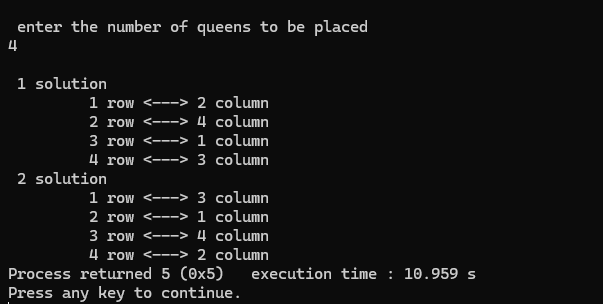 enter the number of queens to be placed
4
1 solution
1 row <---> 2 column
2 row <---> 4 column
3 row <---> 1 column
4 row <---> 3 column
2 solution
1 row <---> 3 column
2 row <---> 1 column
3 row <---> 4 column
4 row <---> 2 column
Process returned 5 (0x5)   execution time : 10.959 s
Press any key to continue.